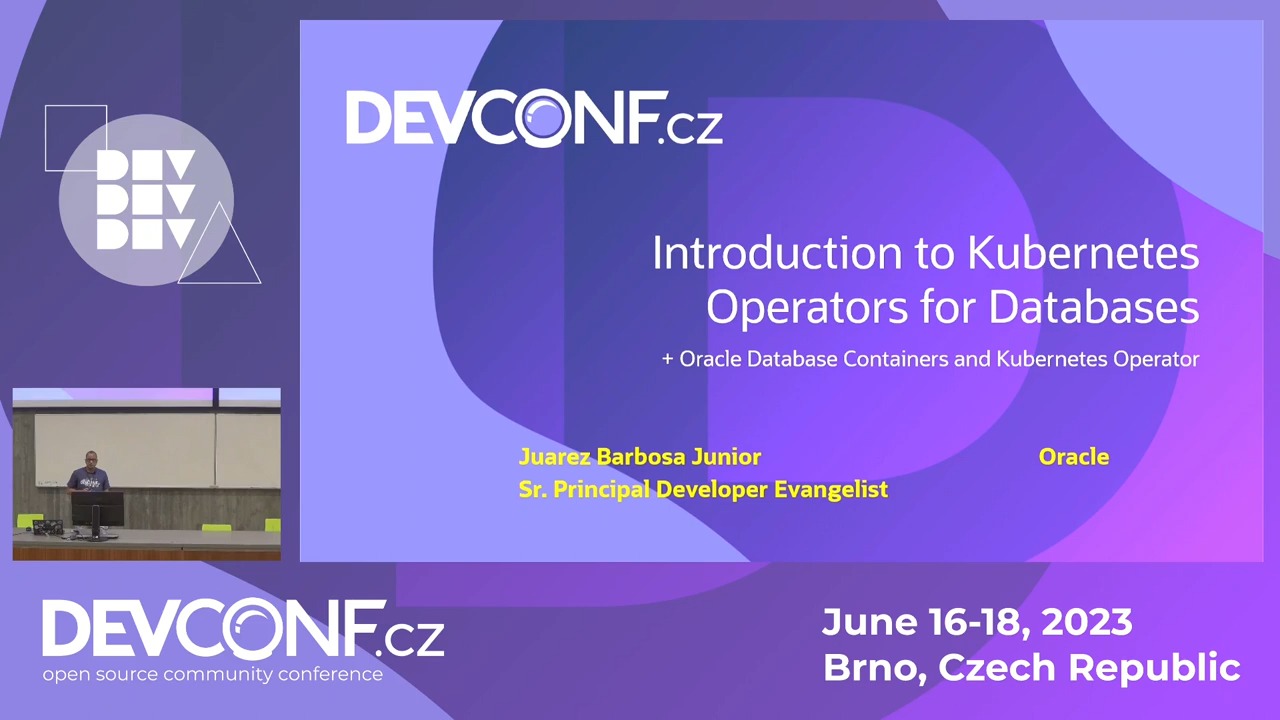 DEV
DEV
DEV
DEVCONF.cz
Introduction to Kubernetes
Operators for Databases
+ Oracle Database Containers and Kubernetes Operator
Juarez Barbosa Junior
Oracle
Sr. Principal Developer Evangelist
DEVCONF.cz
open source community conference
June 16-18, 2023
Brno, Czech Republic